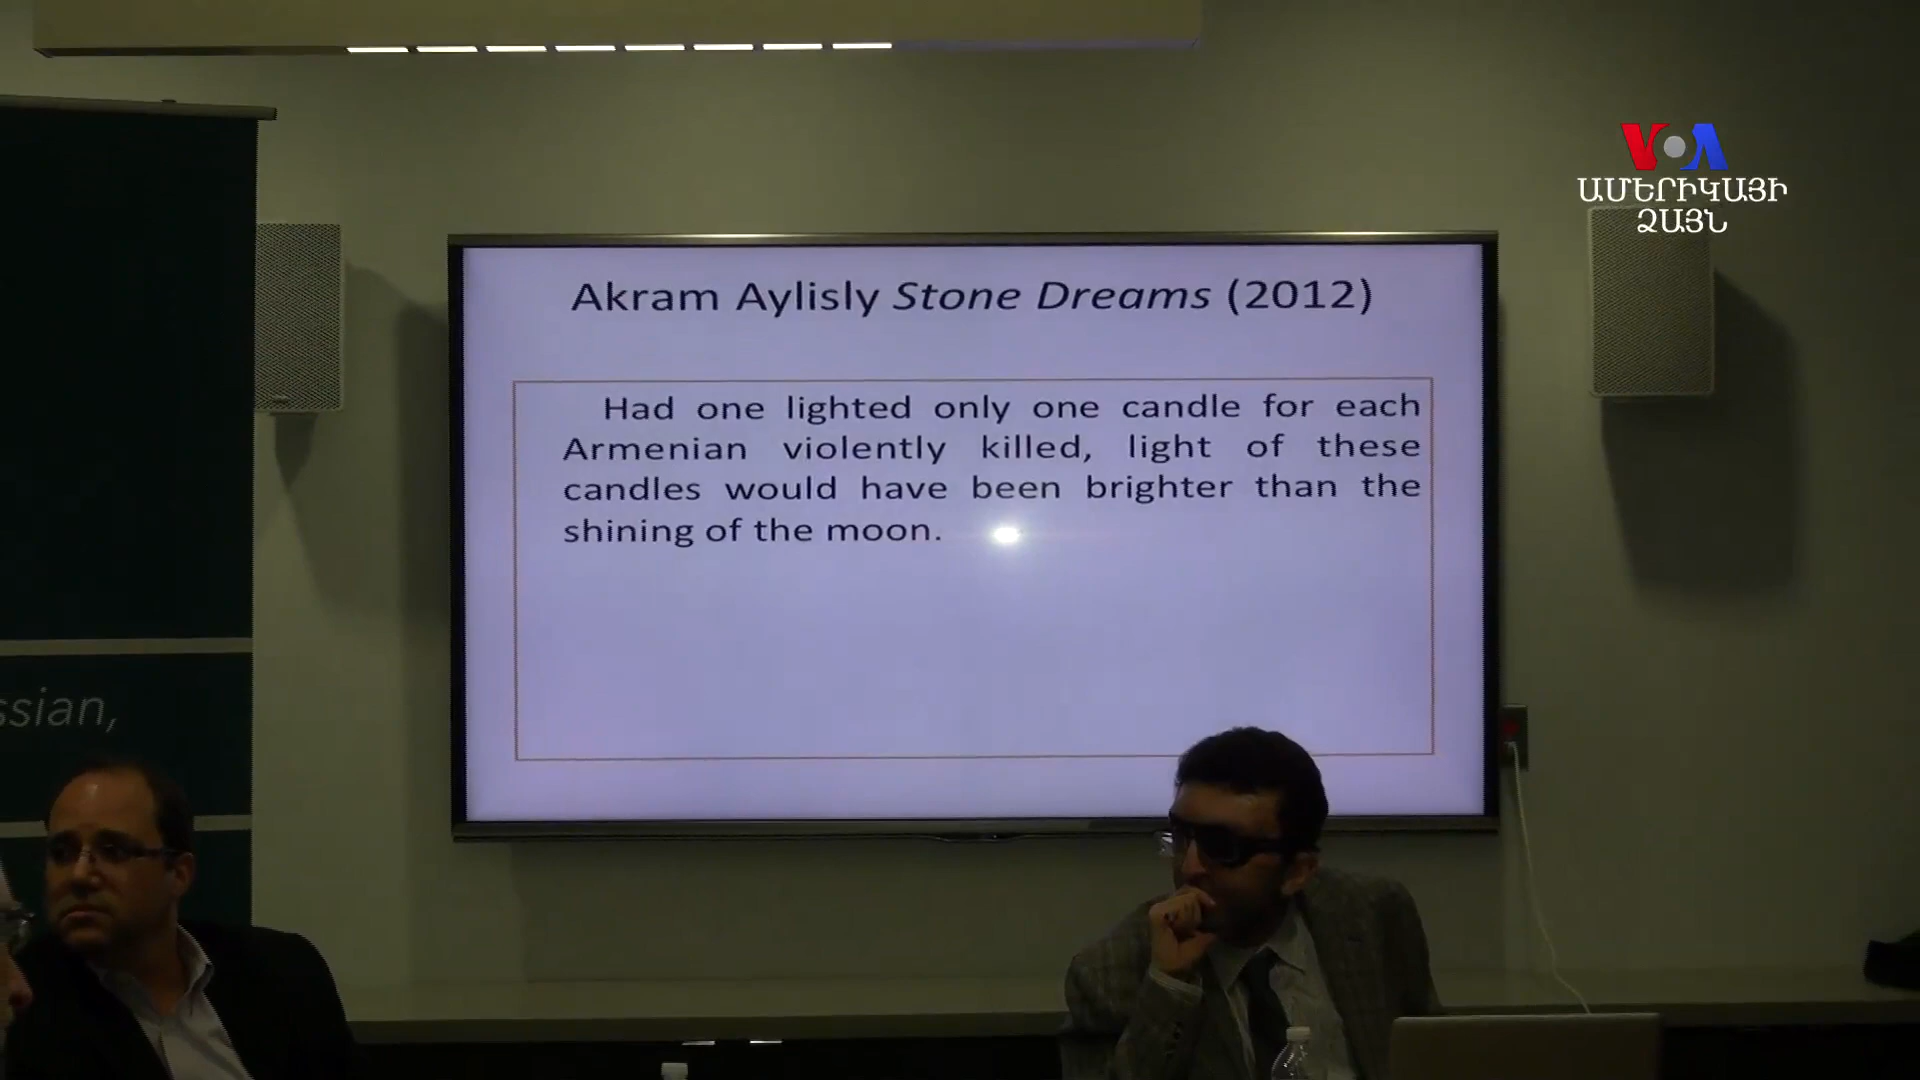 VOA
ԱՄԵՐԻԿԱՅԻ
ՁԱՅՆ
Akram Aylisly Stone Dreams (2012)
Had one lighted only one candle for each
Armenian violently killed, light of these
candles would have been brighter than the
shining of the moon.
ssian,